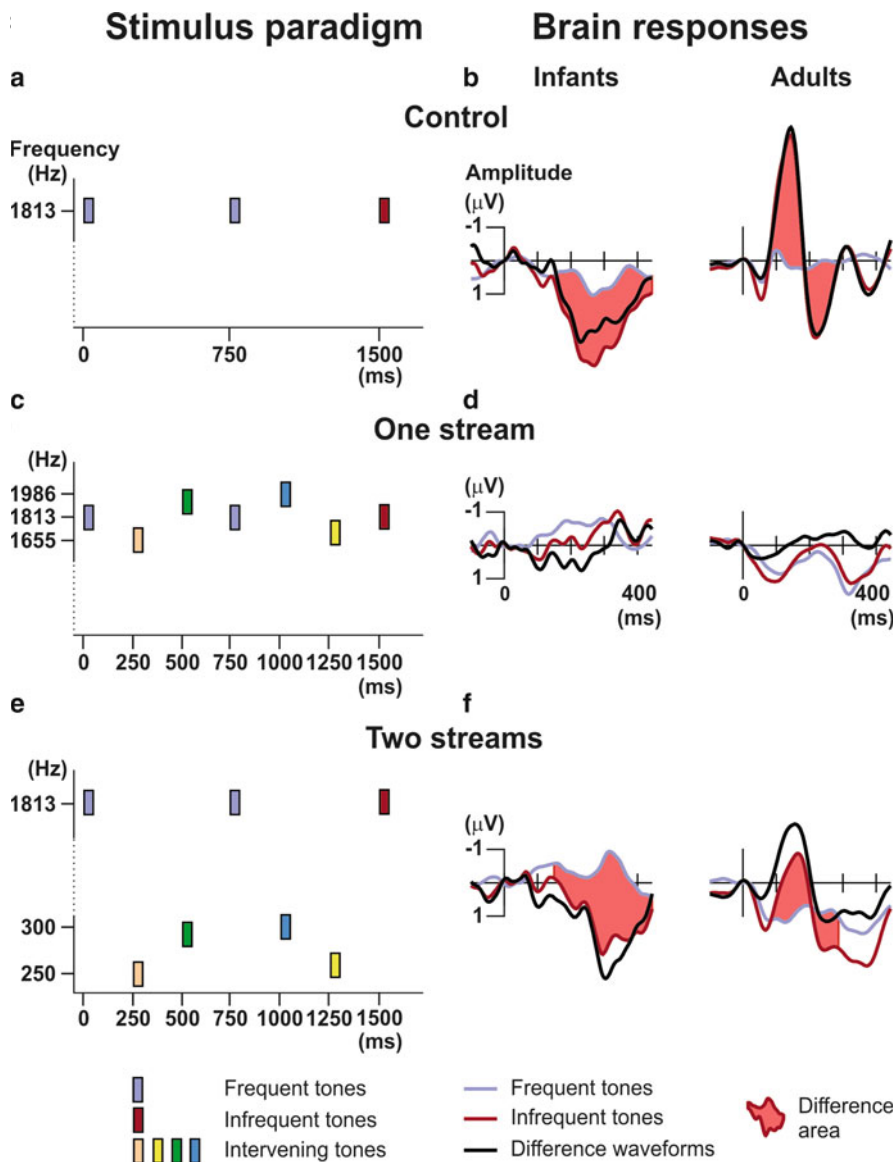 Stimulus paradigm Brain responses
a b Infants Adults
Control
Frequency
(Hz)
1813
0 750 1500
(ms)
Amplitude
(μV)
-1
1
c d
One stream
(Hz)
1986
1813
1655
0 250 500 750 1000 1250 1500
(ms)
(μV)
-1
1
0 400 0 400
(ms) (ms)
e f
Two streams
(Hz)
1813
300
250
0 250 500 750 1000 1250 1500
(ms)
(μV)
-1
1
Frequent tones
Infrequent tones
Intervening tones
Frequent tones
Infrequent tones
Difference waveforms
Difference
area